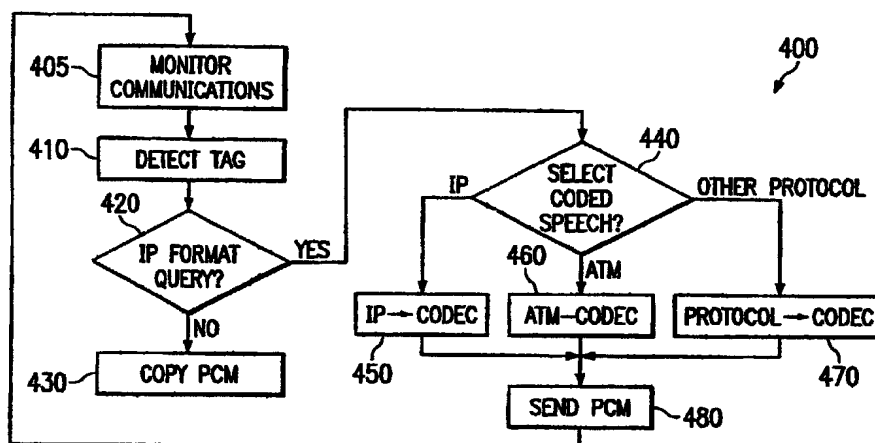 400
405
MONITOR
COMMUNICATIONS
410
DETECT TAG
420
IP FORMAT
QUERY?
YES
NO
430
COPY PCM
440
SELECT
CODED
SPEECH?
IP
OTHER PROTOCOL
ATM
460
IP → CODEC
ATM—CODEC
PROTOCOL → CODEC
450
470
SEND PCM
480